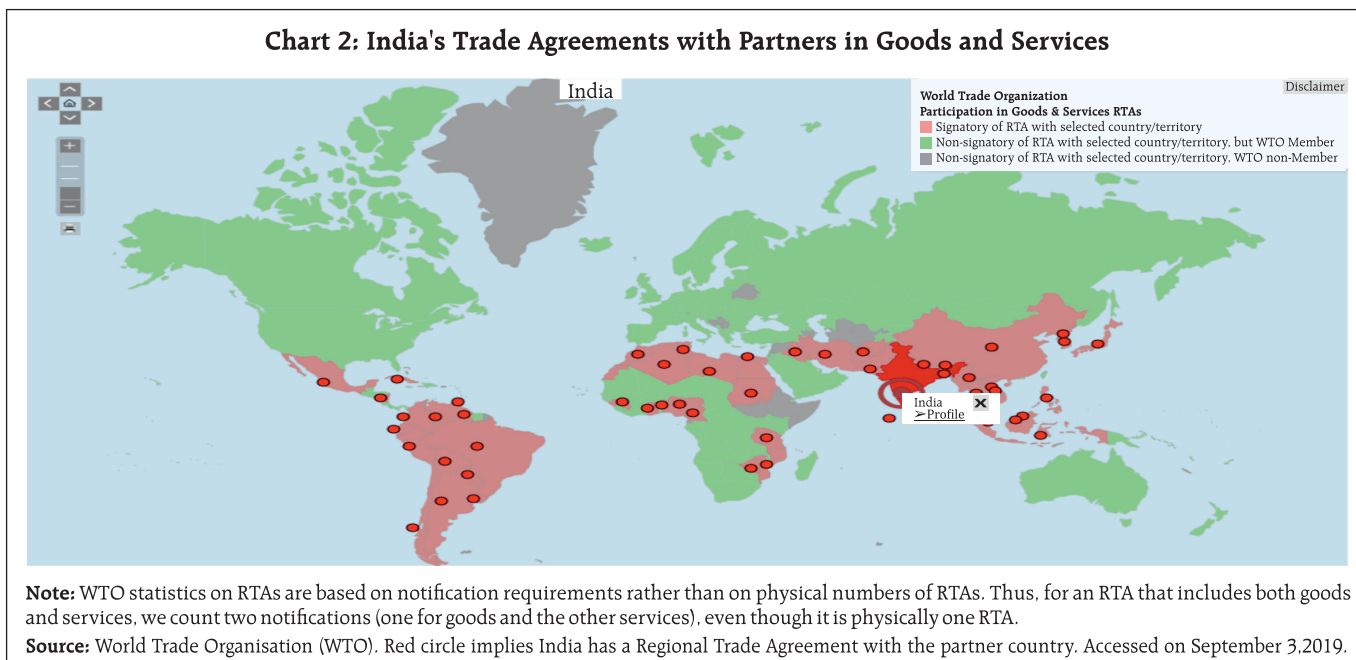 Chart 2: India's Trade Agreements with Partners in Goods and Services
India
Disclaimer
World Trade Organization
Participation in Goods & Services RTAs
Signatory of RTA with selected country/territory
Non-signatory of RTA with selected country/territory, but WTO Member
Non-signatory of RTA with selected country/territory, WTO non-Member
India
➢Profile
Note: WTO statistics on RTAs are based on notification requirements rather than on physical numbers of RTAs. Thus, for an RTA that includes both goods
and services, we count two notifications (one for goods and the other services), even though it is physically one RTA.
Source: World Trade Organisation (WTO). Red circle implies India has a Regional Trade Agreement with the partner country. Accessed on September 3,2019.